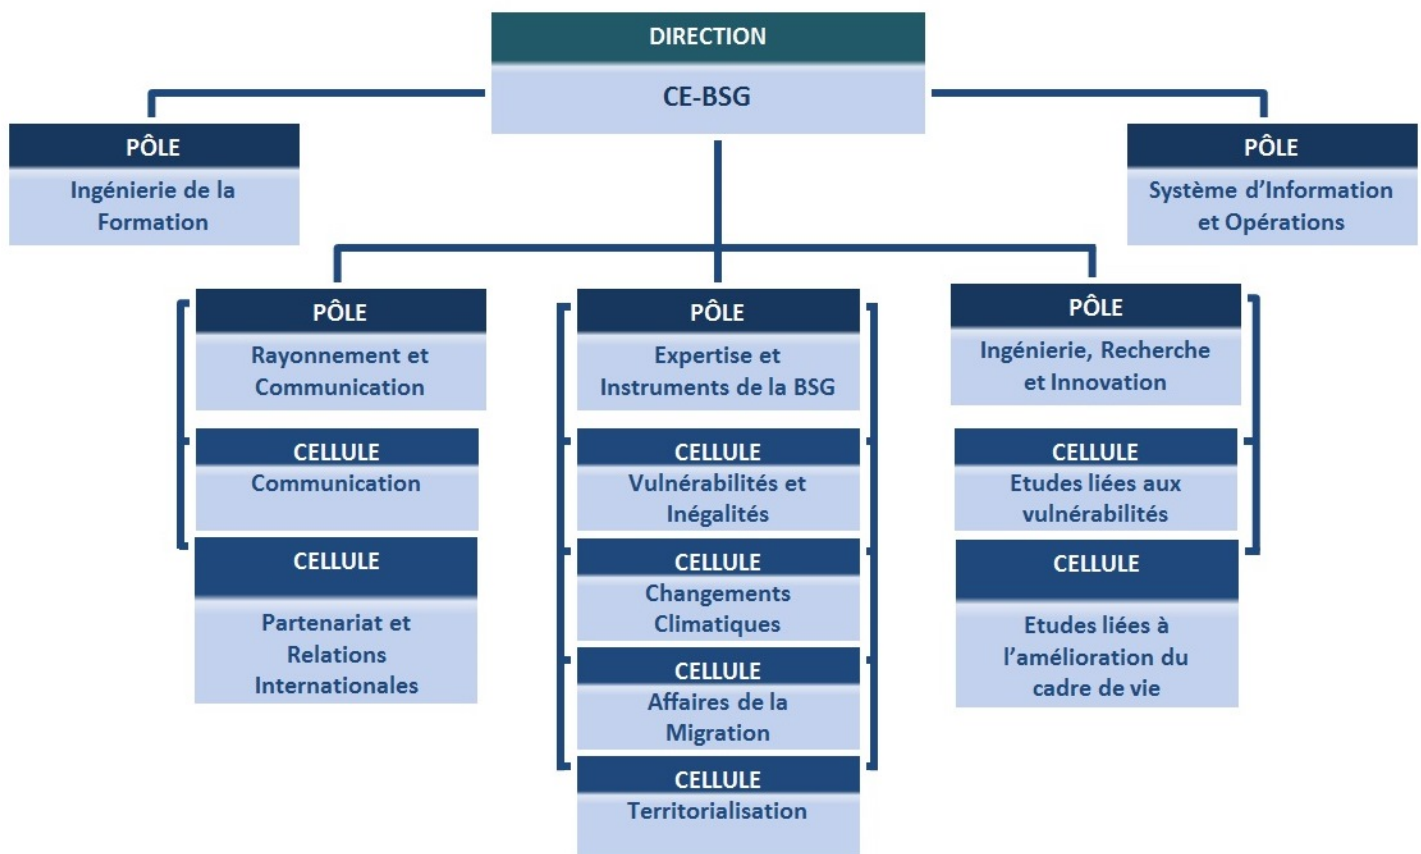 DIRECTION
CE-BSG
PÔLE
Ingénierie de la
Formation
PÔLE
Système d’Information
et Opérations
PÔLE
Rayonnement et
Communication
CELLULE
Communication
CELLULE
Partenariat et
Relations
Internationales
PÔLE
Expertise et
Instruments de la BSG
CELLULE
Vulnérabilités et
Inégalités
CELLULE
Changements
Climatiques
CELLULE
Affaires de la
Migration
CELLULE
Territorialisation
PÔLE
Ingénierie, Recherche
et Innovation
CELLULE
Etudes liées aux
vulnérabilités
CELLULE
Etudes liées à
l’amélioration du
cadre de vie